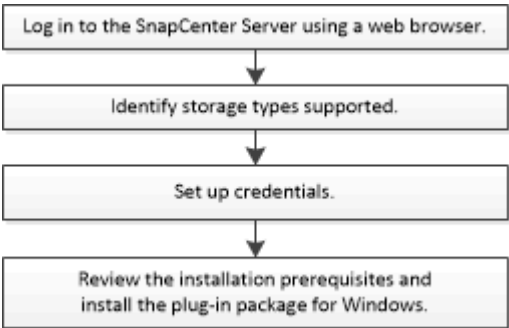 Log in to the SnapCenter Server using a web browser.
Identify storage types supported.
Set up credentials.
Review the installation prerequisites and
install the plug-in package for Windows.